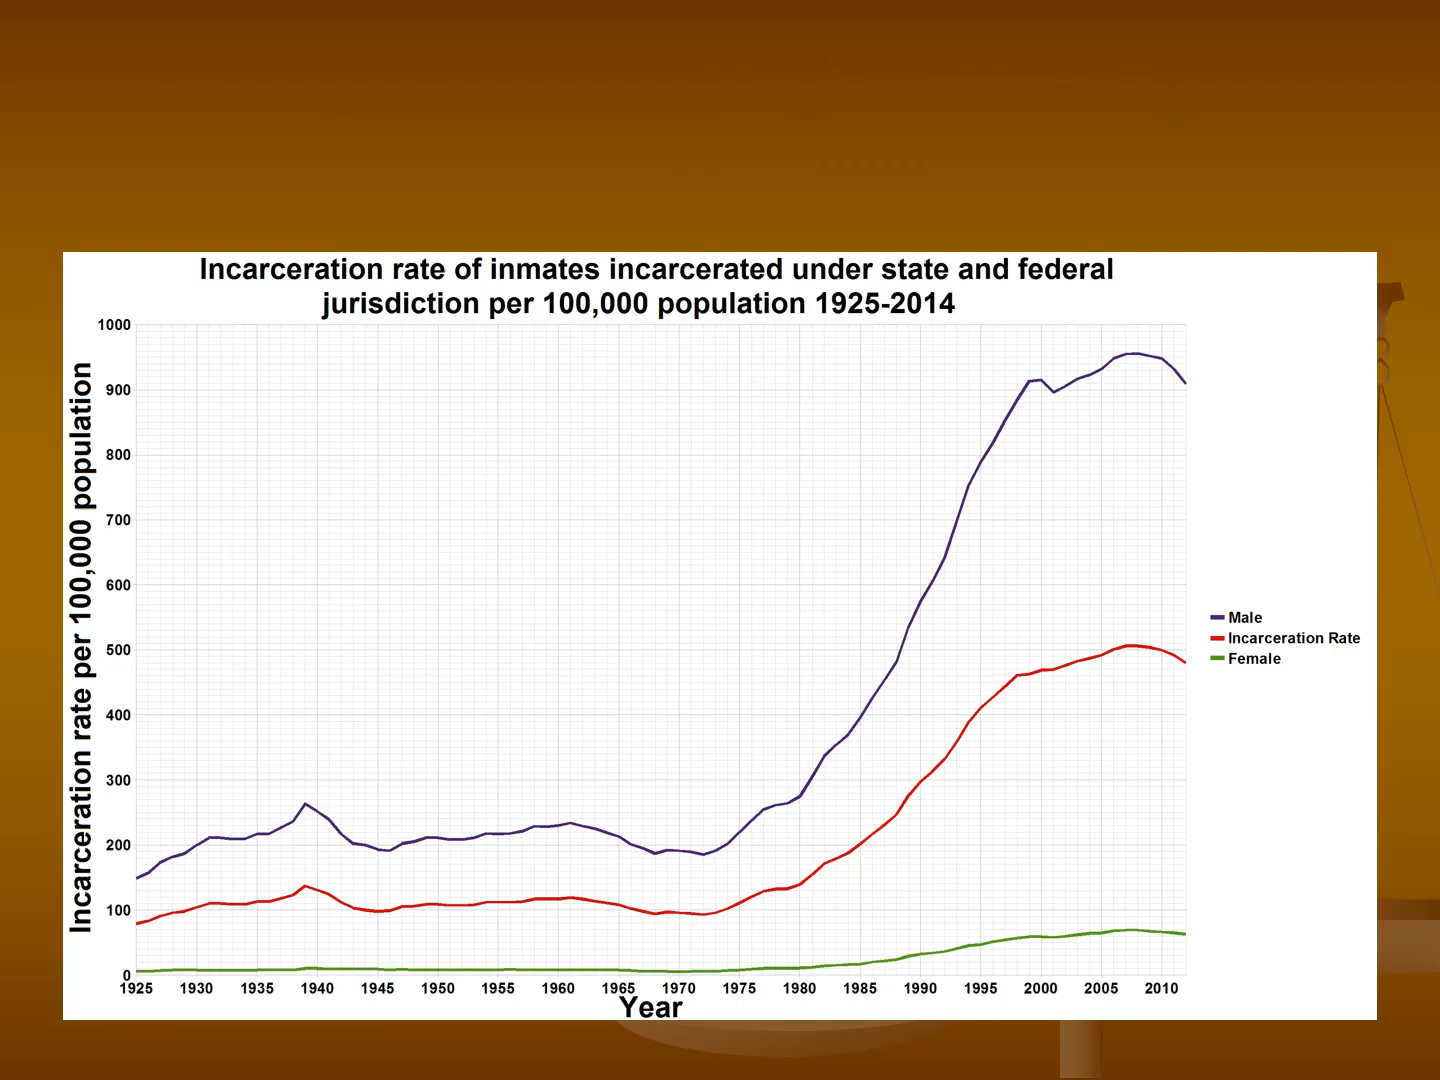 Incarceration rate of inmates incarcerated under state and federal
jurisdiction per 100,000 population 1925-2014
Incarceration rate per 100,000 population
1000
900
800
700
600
500
400
300
200
100
0
1925 1930 1935 1940 1945 1950 1955 1960 1965 1970 1975 1980 1985 1990 1995 2000 2005 2010
Year
Male
Incarceration Rate
Female